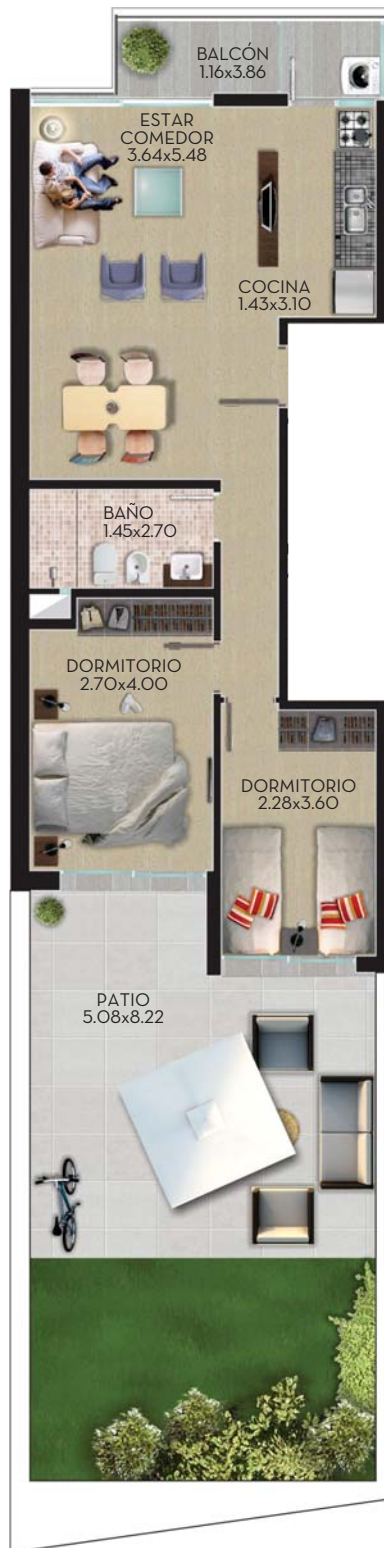 BALCÓN
1.16x3.86
ESTAR
COMEDOR
3.64x5.48
COCINA
1.43x3.10
BAÑO
1.45x2.70
DORMITORIO
2.70x4.00
DORMITORIO
2.28x3.60
PATIO
5.08x8.22